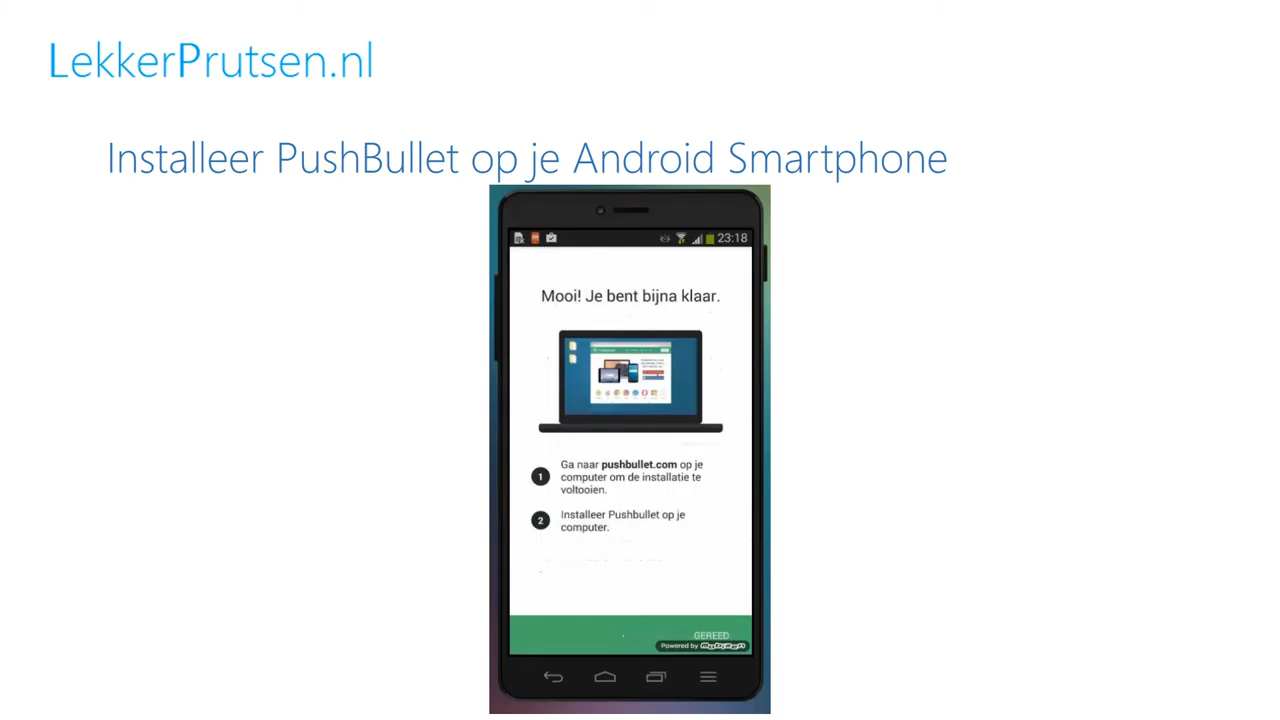 LekkerPrutsen.nl
Installeer PushBullet op je Android Smartphone
23:18
Mooi! Je bent bijna klaar.
1
Ga naar pushbullet.com op je
computer om de installatie te
voltooien.
2
Installeer Pushbullet op je
computer.
GEREED
Powered by Mobizen